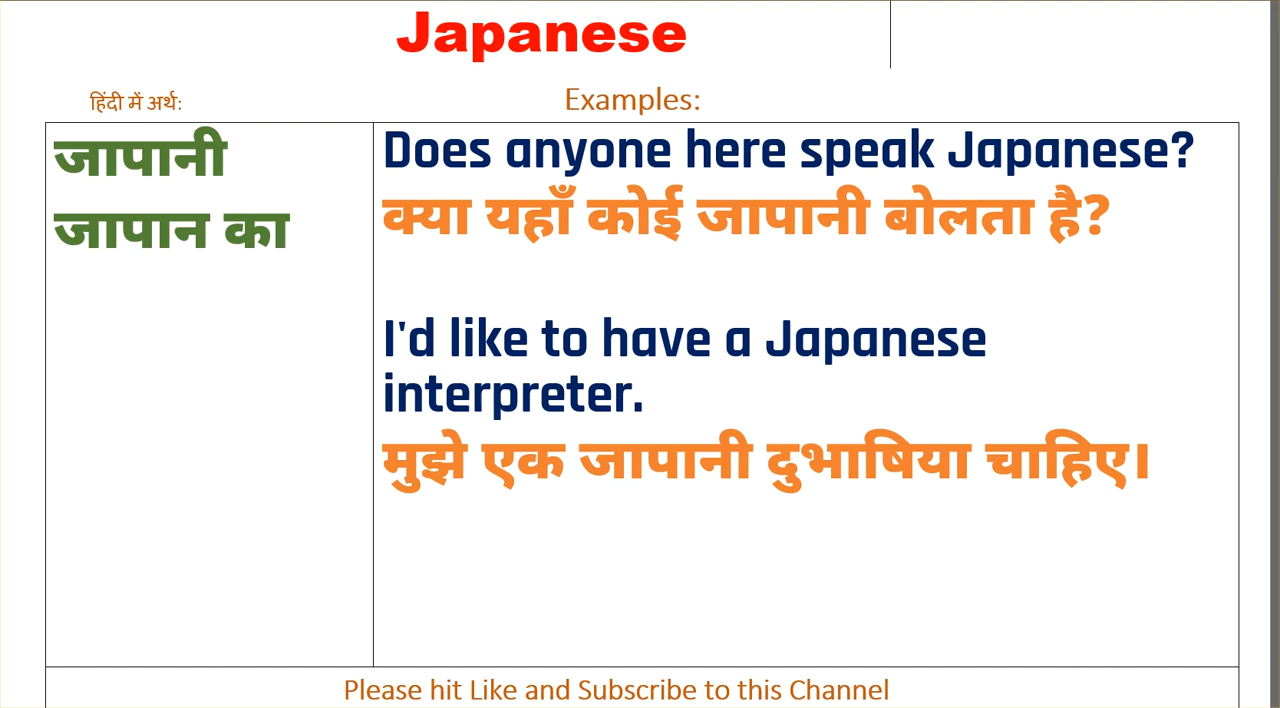 Japanese
हिंदी में अर्थ:
Examples:
जापानी
जापान का
Does anyone here speak Japanese?
क्या यहाँ कोई जापानी बोलता है?
I'd like to have a Japanese
interpreter.
मुझे एक जापानी दुभाषिया चाहिए।
Please hit Like and Subscribe to this Channel